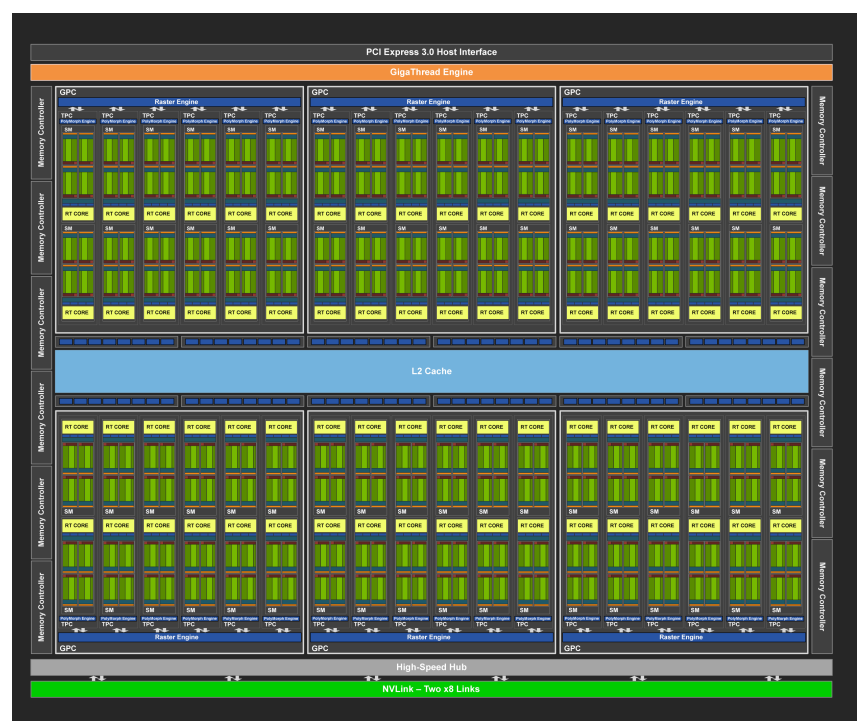 PCI Express 3.0 Host Interface
GigaThread Engine
Memory Controller
Memory Controller
Memory Controller
Memory Controller
Memory Controller
Memory Controller
GPC GPC GPC
Raster Engine Raster Engine Raster Engine
TPC TPC TPC TPC TPC TPC TPC TPC TPC TPC TPC TPC TPC TPC TPC TPC TPC TPC
PolyMorph Engine PolyMorph Engine PolyMorph Engine PolyMorph Engine PolyMorph Engine PolyMorph Engine PolyMorph Engine PolyMorph Engine PolyMorph Engine PolyMorph Engine PolyMorph Engine PolyMorph Engine PolyMorph Engine PolyMorph Engine PolyMorph Engine PolyMorph Engine PolyMorph Engine PolyMorph Engine
SM SM SM SM SM SM SM SM SM SM SM SM SM SM SM SM SM SM
RT CORE RT CORE RT CORE RT CORE RT CORE RT CORE RT CORE RT CORE RT CORE RT CORE RT CORE RT CORE RT CORE RT CORE RT CORE RT CORE RT CORE RT CORE
SM SM SM SM SM SM SM SM SM SM SM SM SM SM SM SM SM SM
RT CORE RT CORE RT CORE RT CORE RT CORE RT CORE RT CORE RT CORE RT CORE RT CORE RT CORE RT CORE RT CORE RT CORE RT CORE RT CORE RT CORE RT CORE
L2 Cache
RT CORE RT CORE RT CORE RT CORE RT CORE RT CORE RT CORE RT CORE RT CORE RT CORE RT CORE RT CORE RT CORE RT CORE RT CORE RT CORE RT CORE RT CORE
SM SM SM SM SM SM SM SM SM SM SM SM SM SM SM SM SM SM
RT CORE RT CORE RT CORE RT CORE RT CORE RT CORE RT CORE RT CORE RT CORE RT CORE RT CORE RT CORE RT CORE RT CORE RT CORE RT CORE RT CORE RT CORE
SM SM SM SM SM SM SM SM SM SM SM SM SM SM SM SM SM SM
PolyMorph Engine PolyMorph Engine PolyMorph Engine PolyMorph Engine PolyMorph Engine PolyMorph Engine PolyMorph Engine PolyMorph Engine PolyMorph Engine PolyMorph Engine PolyMorph Engine PolyMorph Engine PolyMorph Engine PolyMorph Engine PolyMorph Engine PolyMorph Engine PolyMorph Engine PolyMorph Engine
TPC TPC TPC TPC TPC TPC TPC TPC TPC TPC TPC TPC TPC TPC TPC TPC TPC TPC
Raster Engine Raster Engine Raster Engine
GPC GPC GPC
Memory Controller
Memory Controller
Memory Controller
Memory Controller
Memory Controller
Memory Controller
High-Speed Hub
NVLink – Two x8 Links